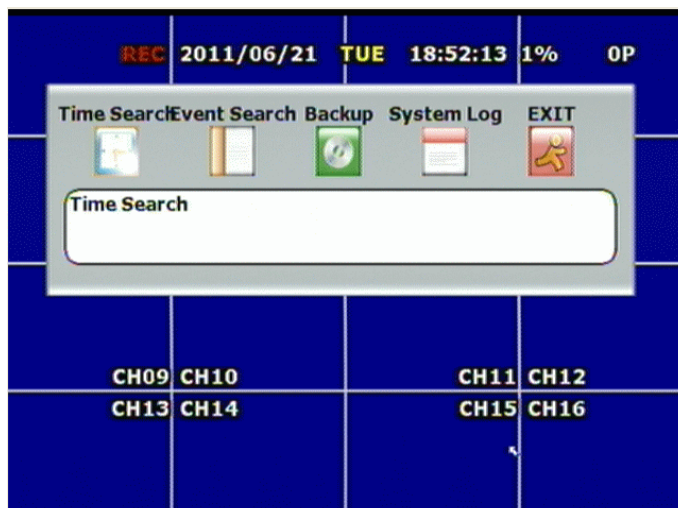 REC 2011/06/21 TUE 18:52:13 1% 0P
Time Search Event Search Backup System Log EXIT
Time Search
CH09 CH10 CH11 CH12
CH13 CH14 CH15 CH16